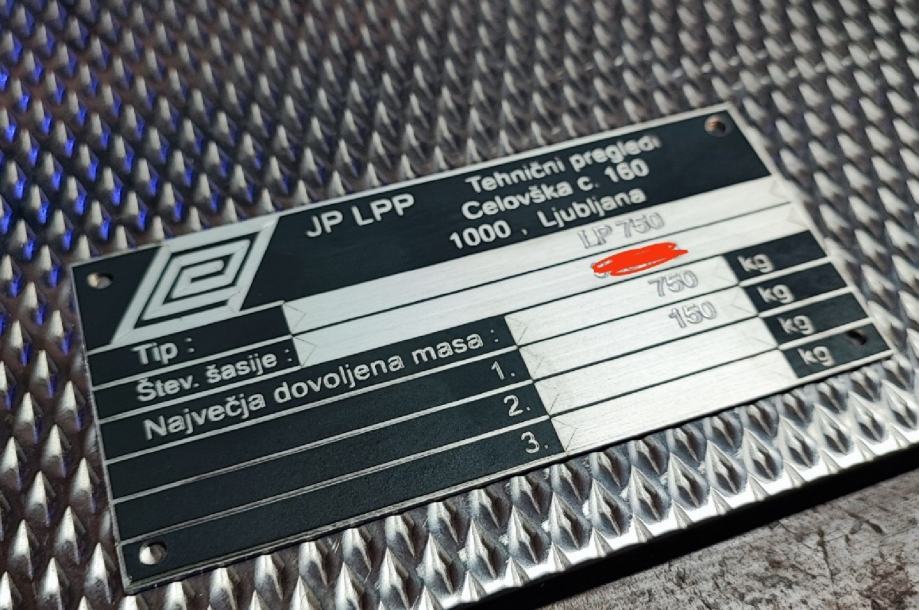 JP LPP
Tehnični pregledi
Celovška c. 160
1000 , Ljubljana
Tip : LP 750
Štev. šasije :
Največja dovoljena masa : 750 kg
1. 150 kg
2. kg
3. kg